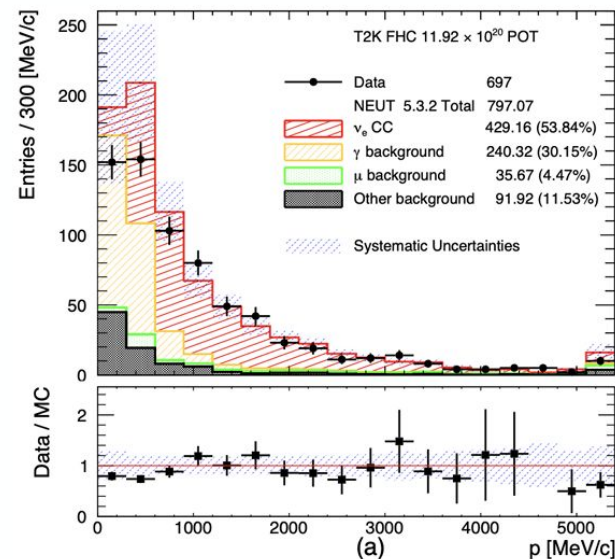 T2K FHC 11.92 × 10²⁰ POT
Data 697
NEUT 5.3.2 Total 797.07
νₑ CC 429.16 (53.84%)
γ background 240.32 (30.15%)
μ background 35.67 (4.47%)
Other background 91.92 (11.53%)
Systematic Uncertainties
Entries / 300 [MeV/c]
250
200
150
100
50
0
Data / MC
2
1
0
0 1000 2000 3000 4000 5000
(a) p [MeV/c]